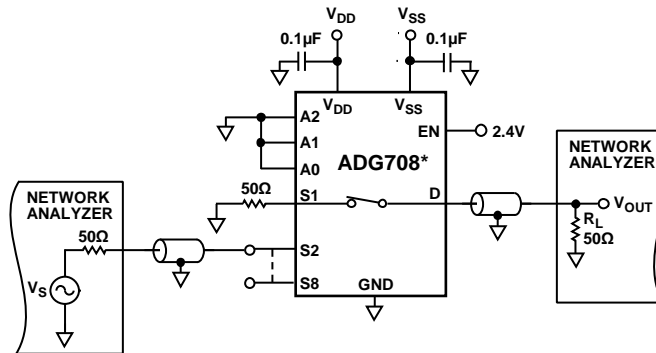 VDD
VSS
0.1µF
0.1µF
VDD
VSS
A2
A1
A0
EN
2.4V
ADG708*
NETWORK
ANALYZER
50Ω
S1
D
VOUT
RL
50Ω
NETWORK
ANALYZER
50Ω
VS
S2
S8
GND